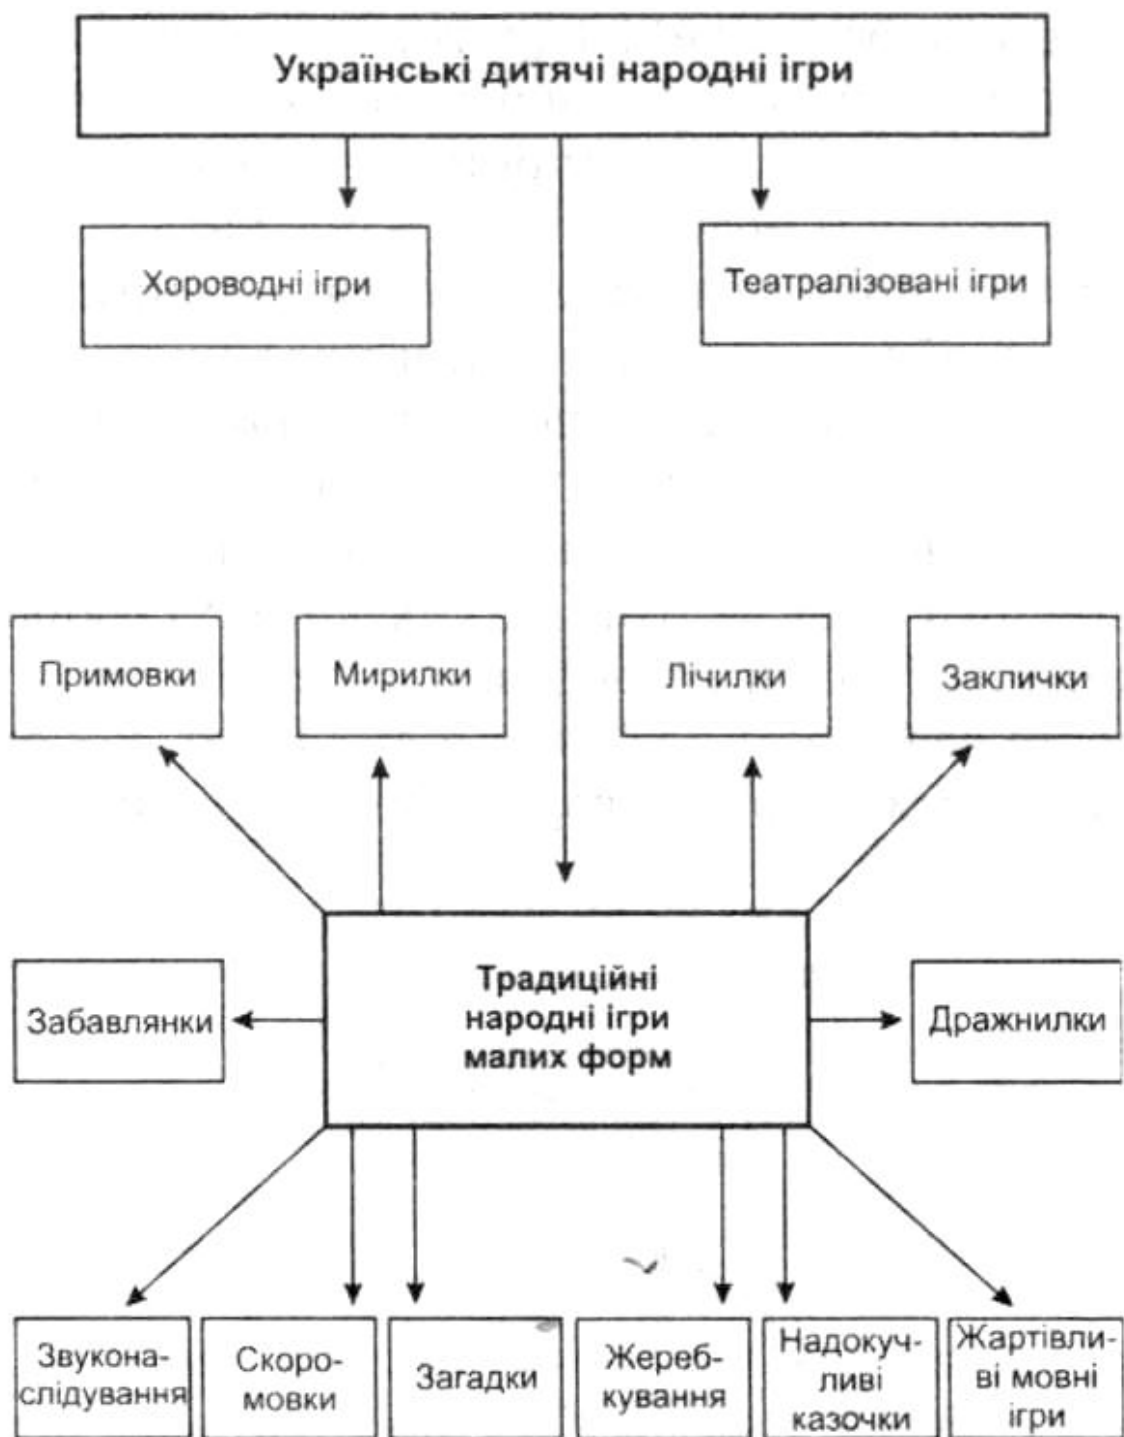 Українські дитячі народні ігри
Хороводні ігри
Театралізовані ігри
Примовки
Мирилки
Лічилки
Заклички
Забавлянки
Традиційні
народні ігри
малих форм
Дражнилки
Звукона-
слідування
Скоро-
мовки
Загадки
Жереб-
кування
Надокуч-
ливі
казочки
Жартівли-
ві мовні
ігри